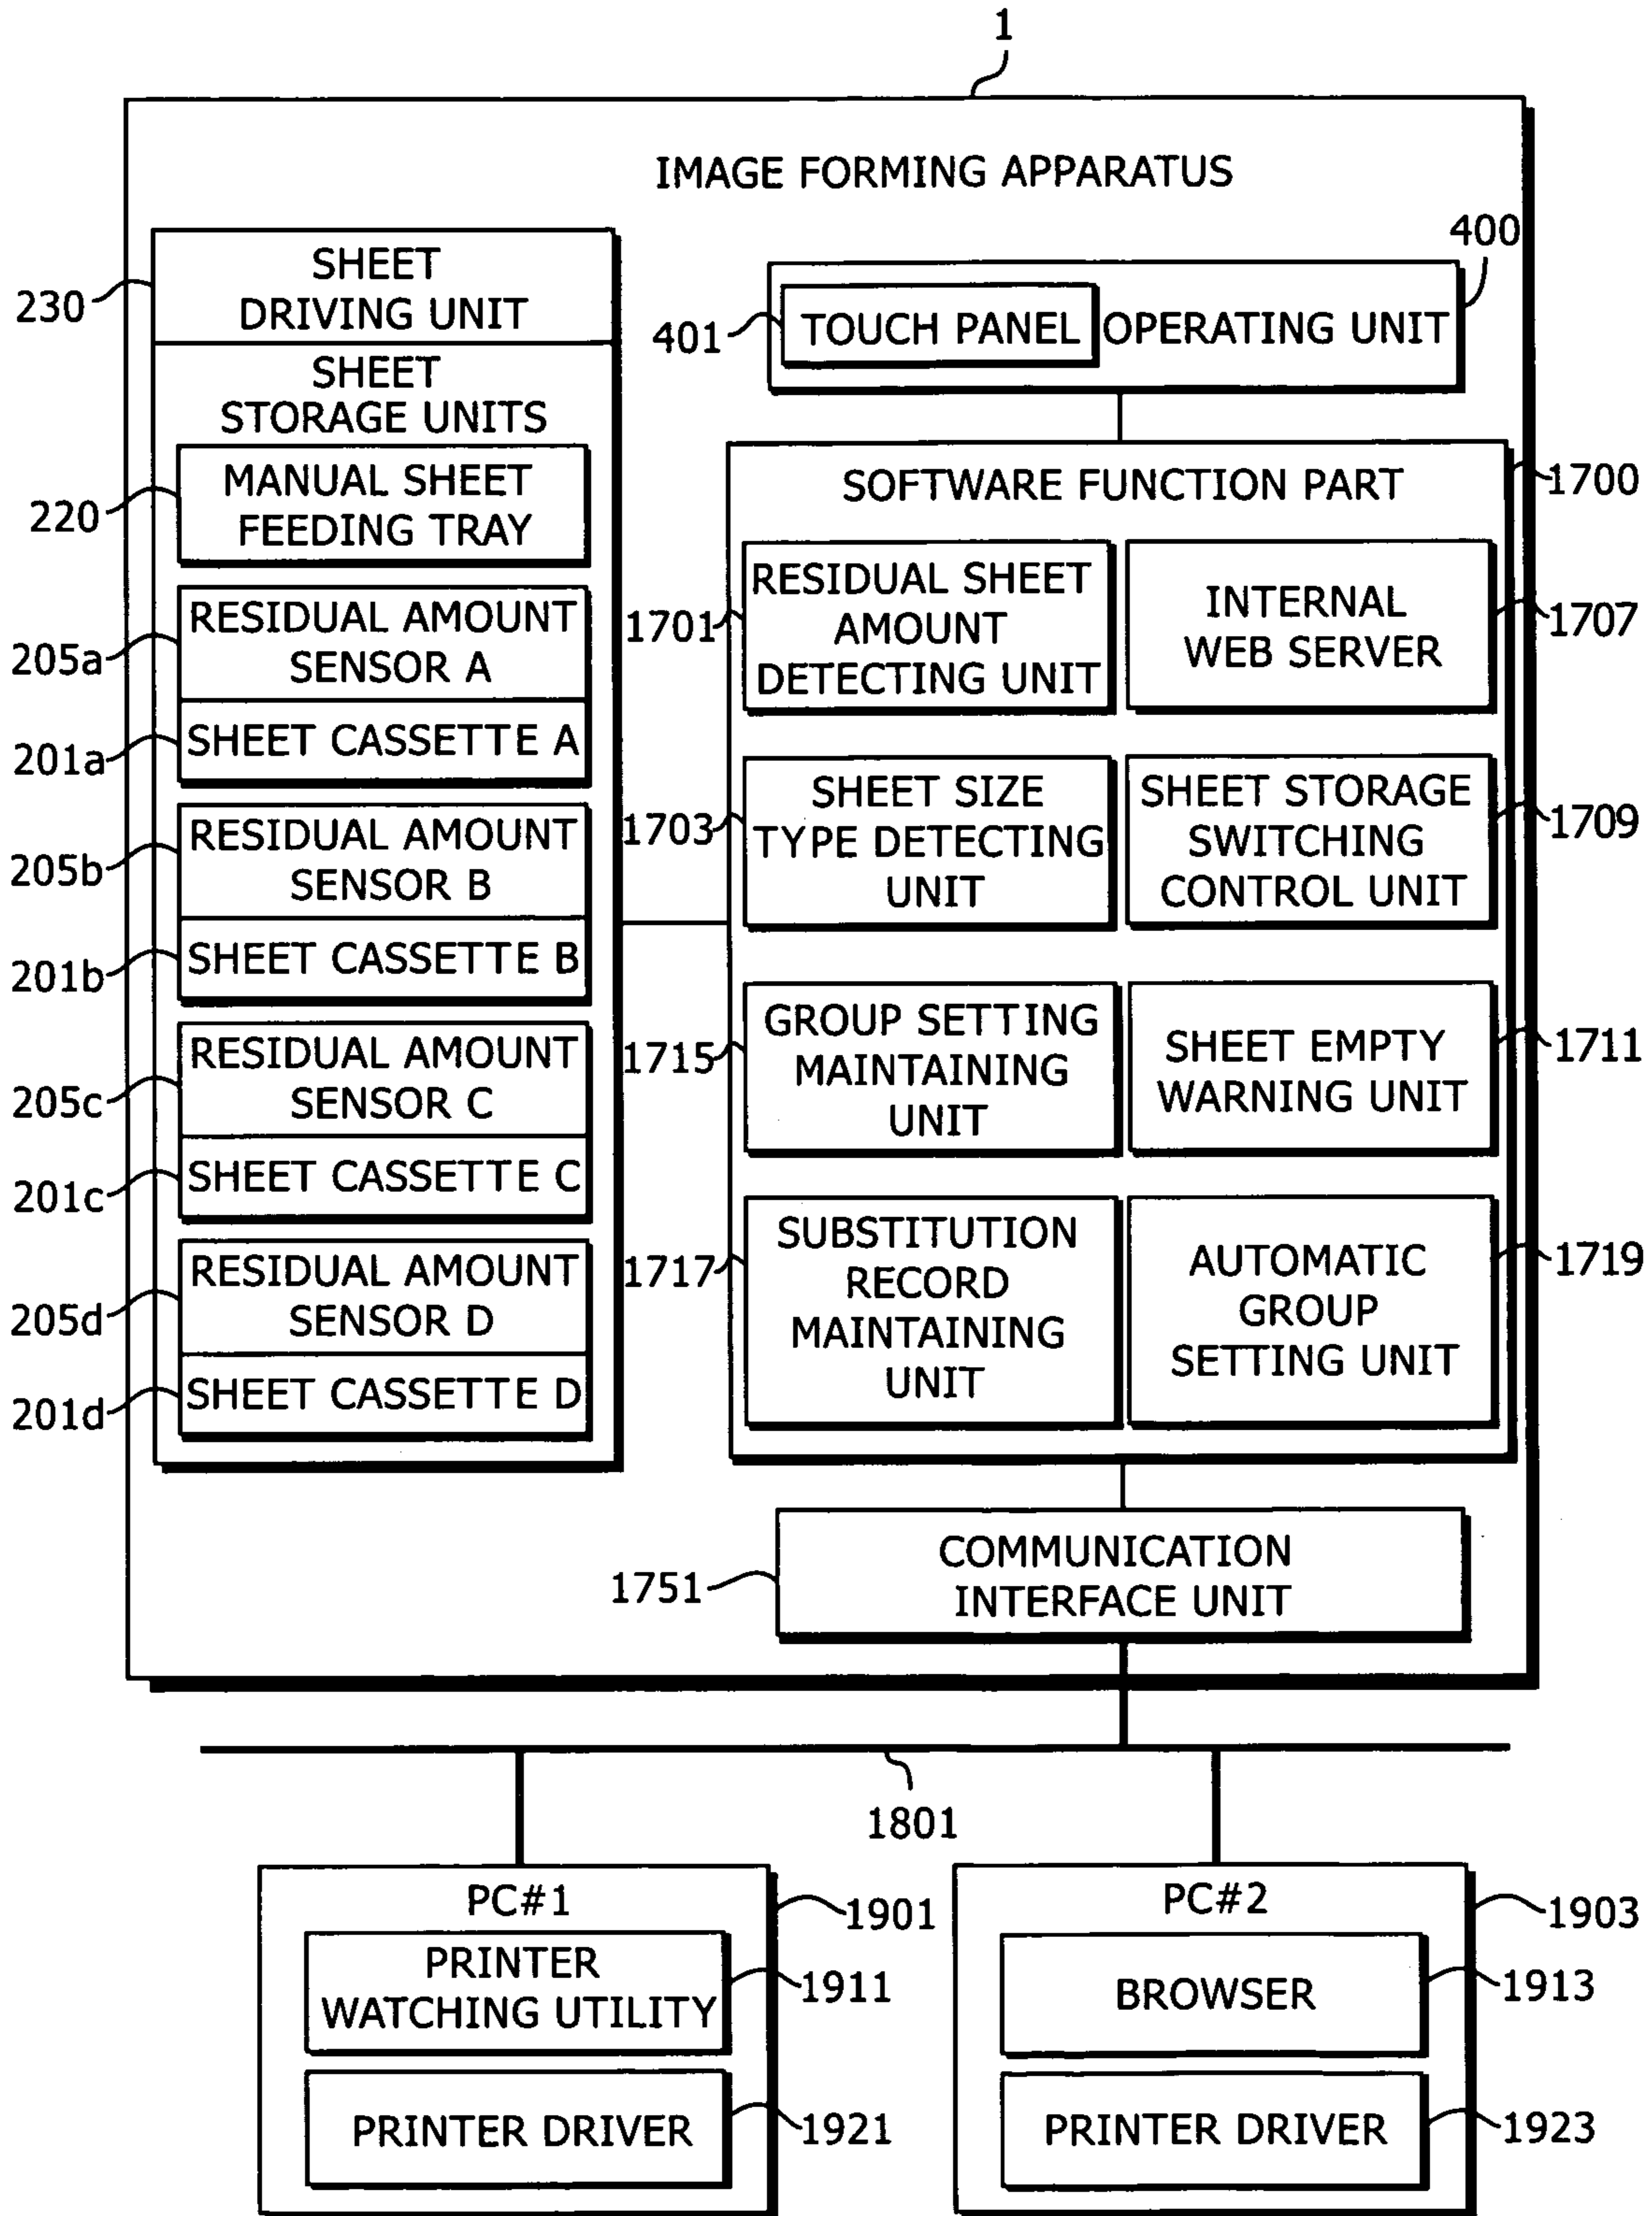 1
IMAGE FORMING APPARATUS
230
SHEET
DRIVING UNIT
SHEET
STORAGE UNITS
220
MANUAL SHEET
FEEDING TRAY
205a
RESIDUAL AMOUNT
SENSOR A
201a
SHEET CASSETTE A
205b
RESIDUAL AMOUNT
SENSOR B
201b
SHEET CASSETTE B
205c
RESIDUAL AMOUNT
SENSOR C
201c
SHEET CASSETTE C
205d
RESIDUAL AMOUNT
SENSOR D
201d
SHEET CASSETTE D
400
401
TOUCH PANEL
OPERATING UNIT
SOFTWARE FUNCTION PART
1700
1701
RESIDUAL SHEET
AMOUNT
DETECTING UNIT
INTERNAL
WEB SERVER
1707
1703
SHEET SIZE
TYPE DETECTING
UNIT
SHEET STORAGE
SWITCHING
CONTROL UNIT
1709
1715
GROUP SETTING
MAINTAINING
UNIT
SHEET EMPTY
WARNING UNIT
1711
1717
SUBSTITUTION
RECORD
MAINTAINING
UNIT
AUTOMATIC
GROUP
SETTING UNIT
1719
1751
COMMUNICATION
INTERFACE UNIT
1801
PC#1
1901
PRINTER
WATCHING UTILITY
1911
PRINTER DRIVER
1921
PC#2
1903
BROWSER
1913
PRINTER DRIVER
1923